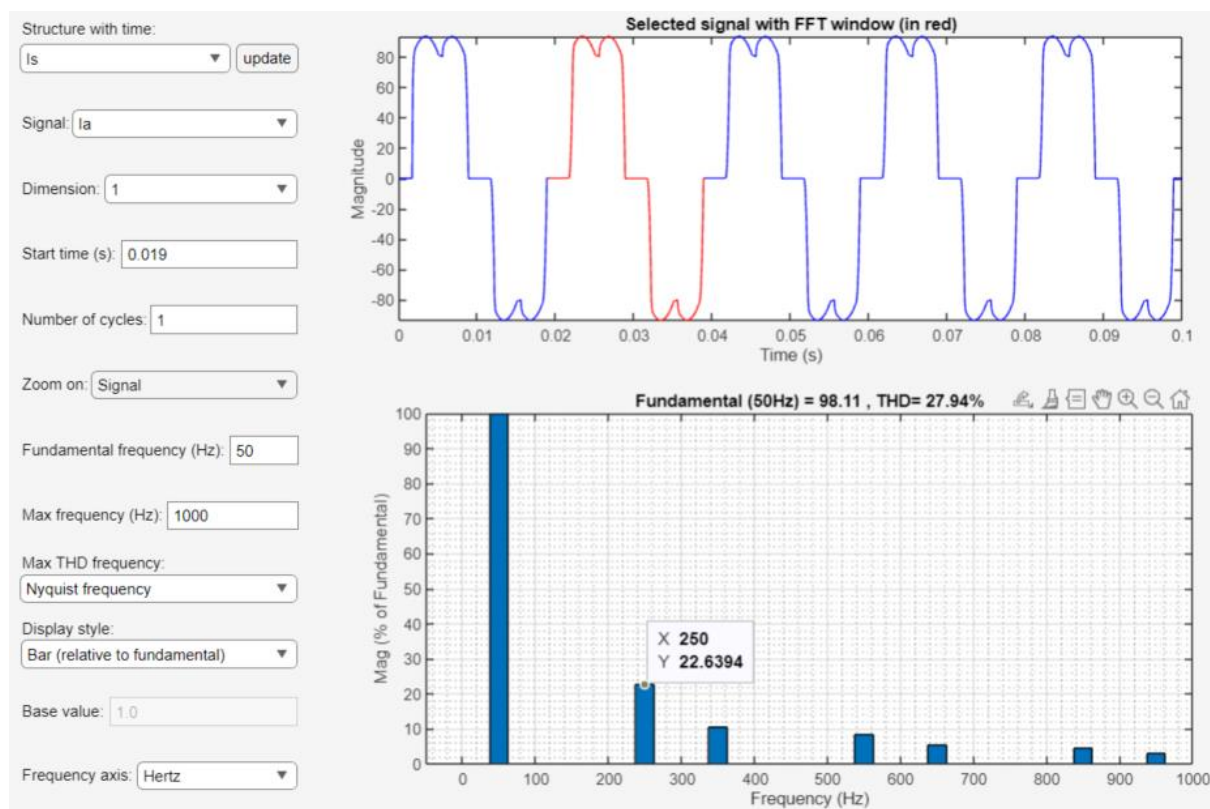 Structure with time:
Is update
Signal: Ia
Dimension: 1
Start time (s): 0.019
Number of cycles: 1
Zoom on: Signal
Fundamental frequency (Hz): 50
Max frequency (Hz): 1000
Max THD frequency:
Nyquist frequency
Display style:
Bar (relative to fundamental)
Base value: 1.0
Frequency axis: Hertz
Selected signal with FFT window (in red)
Magnitude
80
60
40
20
0
-20
-40
-60
-80
0 0.01 0.02 0.03 0.04 0.05 0.06 0.07 0.08 0.09 0.1
Time (s)
Fundamental (50Hz) = 98.11 , THD= 27.94%
Mag (% of Fundamental)
100
90
80
70
60
50
40
30
20
10
0
X 250
Y 22.6394
0 100 200 300 400 500 600 700 800 900 1000
Frequency (Hz)